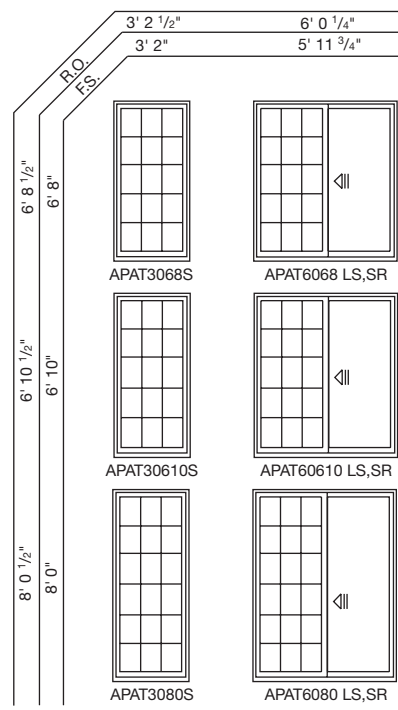 3' 2 1/2" 6' 0 1/4"
R.O.
3' 2" 5' 11 3/4"
F.S.
6' 8 1/2" 6' 8"
APAT3068S APAT6068 LS,SR
6' 10 1/2" 6' 10"
APAT30610S APAT60610 LS,SR
8' 0 1/2" 8' 0"
APAT3080S APAT6080 LS,SR